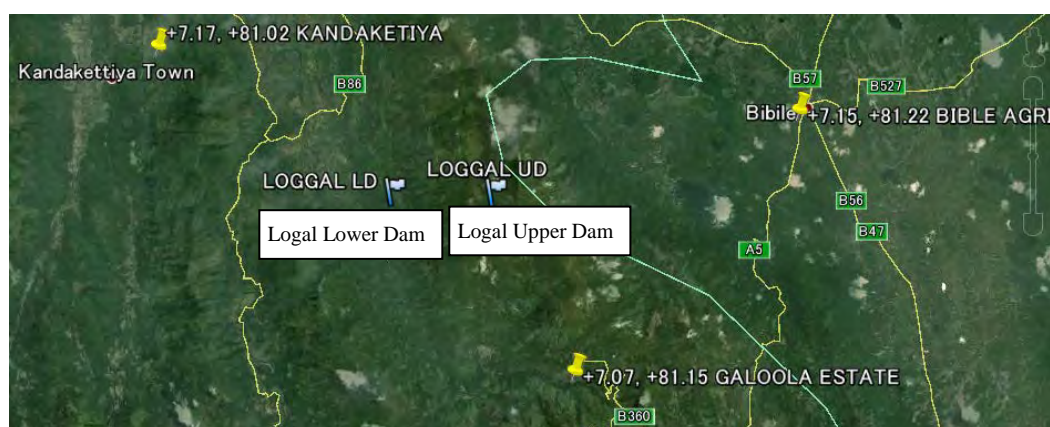 +7.17, +81.02 KANDAKETIYA
Kandakettiya Town
B86
B57
B527
Bibile
+7.15, +81.22 BIBLE AGRI
LOGGAL UD
LOGGAL LD
B56
Logal Lower Dam
Logal Upper Dam
B47
A5
+7.07, +81.15 GALOOLA ESTATE
B360